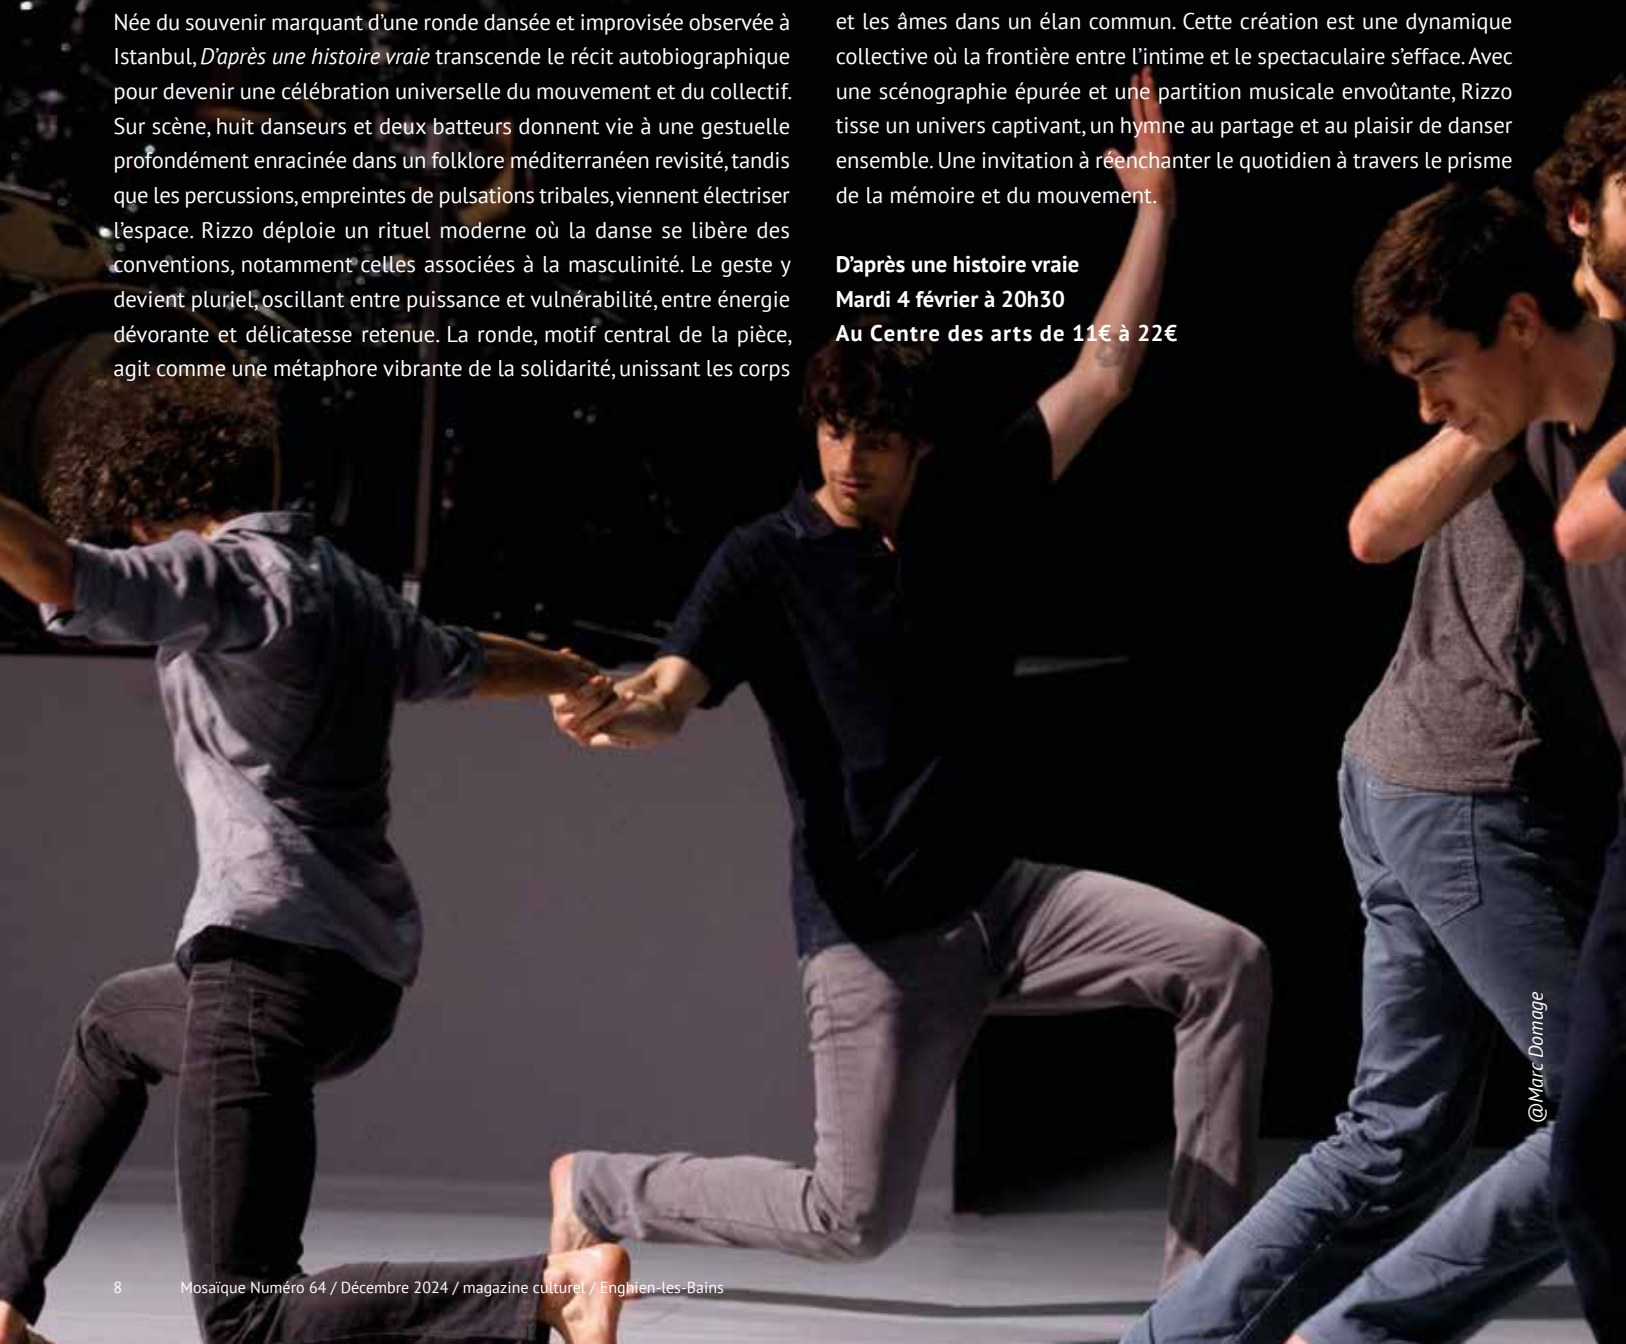 Née du souvenir marquant d’une ronde dansée et improvisée observée à
Istanbul, D’après une histoire vraie transcende le récit autobiographique
pour devenir une célébration universelle du mouvement et du collectif.
Sur scène, huit danseurs et deux batteurs donnent vie à une gestuelle
profondément enracinée dans un folklore méditerranéen revisité, tandis
que les percussions, empreintes de pulsations tribales, viennent électriser
l’espace. Rizzo déploie un rituel moderne où la danse se libère des
conventions, notamment celles associées à la masculinité. Le geste y
devient pluriel, oscillant entre puissance et vulnérabilité, entre énergie
dévorante et délicatesse retenue. La ronde, motif central de la pièce,
agit comme une métaphore vibrante de la solidarité, unissant les corps
et les âmes dans un élan commun. Cette création est une dynamique
collective où la frontière entre l’intime et le spectaculaire s’efface. Avec
une scénographie épurée et une partition musicale envoûtante, Rizzo
tisse un univers captivant, un hymne au partage et au plaisir de danser
ensemble. Une invitation à réenchanter le quotidien à travers le prisme
de la mémoire et du mouvement.
D’après une histoire vraie
Mardi 4 février à 20h30
Au Centre des arts de 11€ à 22€
@Marc Domage
8 Mosaïque Numéro 64 / Décembre 2024 / magazine culturel / Enghien-les-Bains